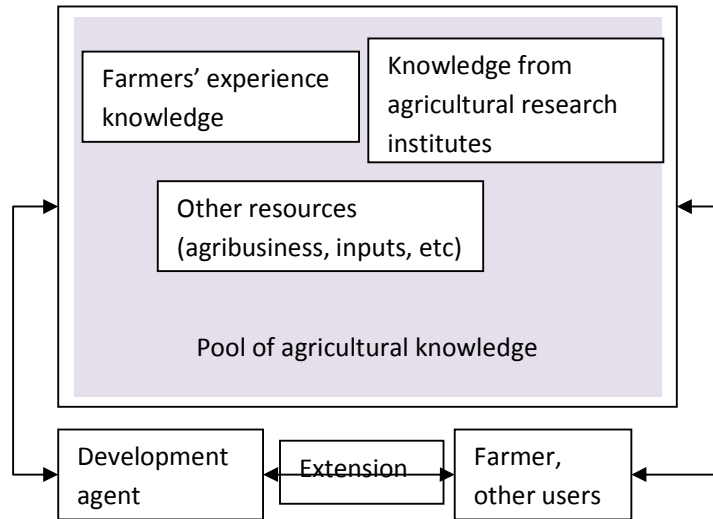 Farmers’ experience
knowledge
Knowledge from
agricultural research
institutes
Other resources
(agribusiness, inputs, etc)
Pool of agricultural knowledge
Development
agent
Extension
Farmer,
other users